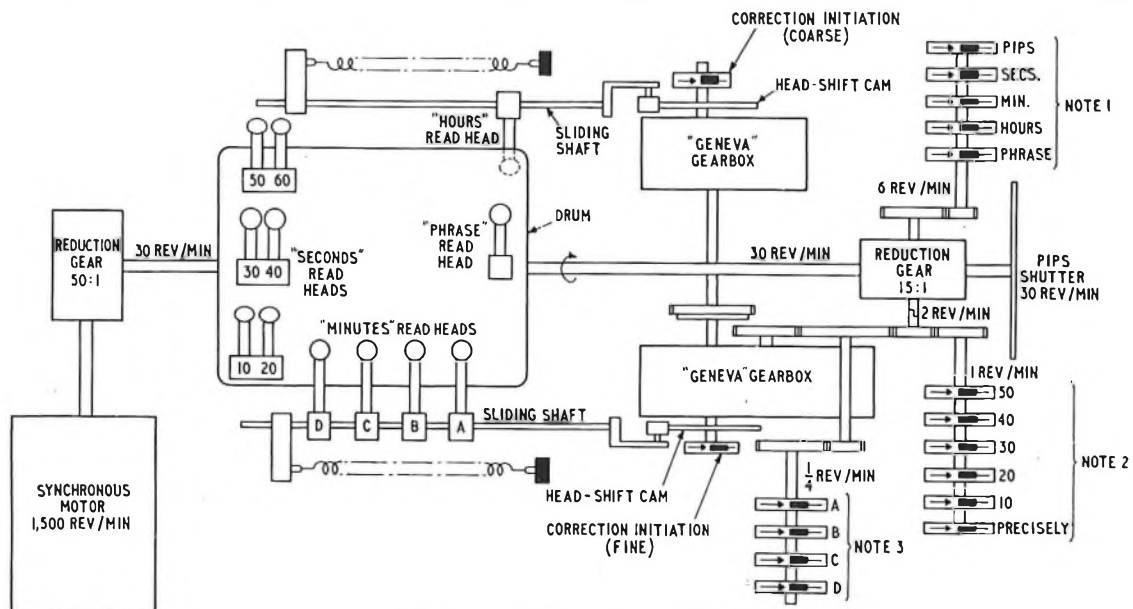 CORRECTION INITIATION
(COARSE)
HEAD-SHIFT CAM
"HOURS"
READ HEAD
SLIDING
SHAFT
"GENEVA"
GEARBOX
PIPS
SECS.
MIN.
HOURS
PHRASE
NOTE 1
6 REV/MIN
50 60
30 40
10 20
"SECONDS"
READ
HEADS
"PHRASE"
READ
HEAD
DRUM
REDUCTION
GEAR
50:1
30 REV/MIN
30 REV/MIN
REDUCTION
GEAR
15:1
PIPS
SHUTTER
30 REV/MIN
2 REV/MIN
"MINUTES" READ HEADS
D C B A
SLIDING SHAFT
"GENEVA" GEARBOX
1 REV/MIN
50
40
30
20
10
PRECISELY
NOTE 2
HEAD-SHIFT CAM
CORRECTION INITIATION
(FINE)
1/4
REV/MIN
A
B
C
D
NOTE 3
SYNCHRONOUS
MOTOR
1,500 REV/MIN